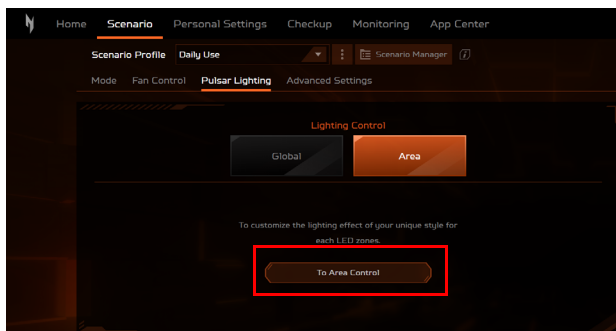 Home Scenario Personal Settings Checkup Monitoring App Center
Scenario Profile Daily Use Scenario Manager i
Mode Fan Control Pulsar Lighting Advanced Settings
Lighting Control
Global Area
To customize the lighting effect of your unique style for
each LED zones.
To Area Control